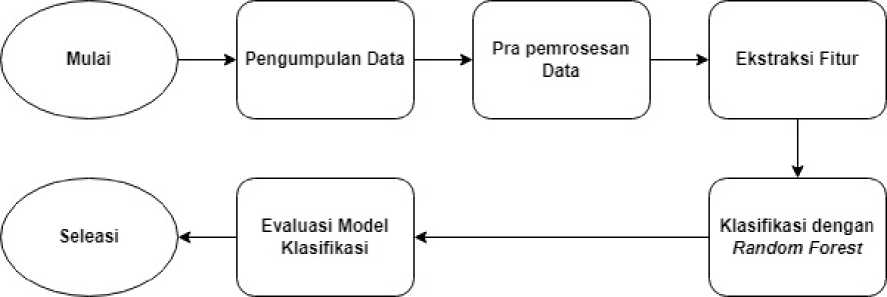 Mulai
Pengumpulan Data
Pra pemrosesan
Data
Ekstraksi Fitur
Klasifikasi dengan
Random Forest
Evaluasi Model
Klasifikasi
Seleasi